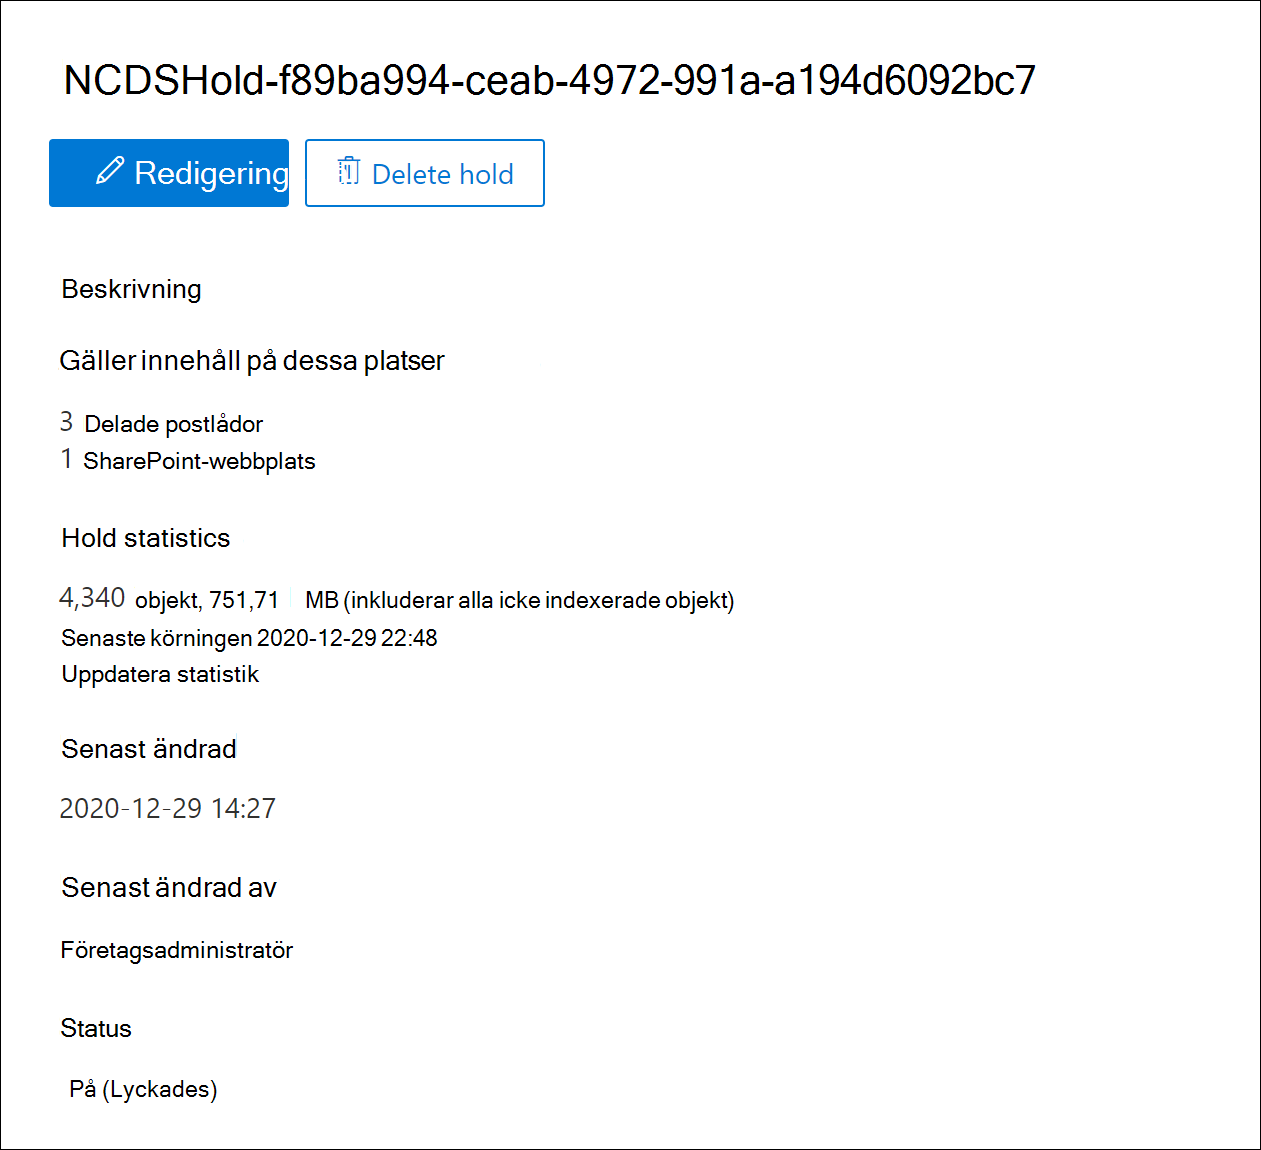 NCDSHold-f89ba994-ceab-4972-991a-a194d6092bc7
Redigering Delete hold
Beskrivning
Gäller innehåll på dessa platser
3 Delade postlådor
1 SharePoint-webbplats
Hold statistics
4,340 objekt, 751,71 MB (inkluderar alla icke indexerade objekt)
Senaste körningen 2020-12-29 22:48
Uppdatera statistik
Senast ändrad
2020-12-29 14:27
Senast ändrad av
Företagsadministratör
Status
På (Lyckades)